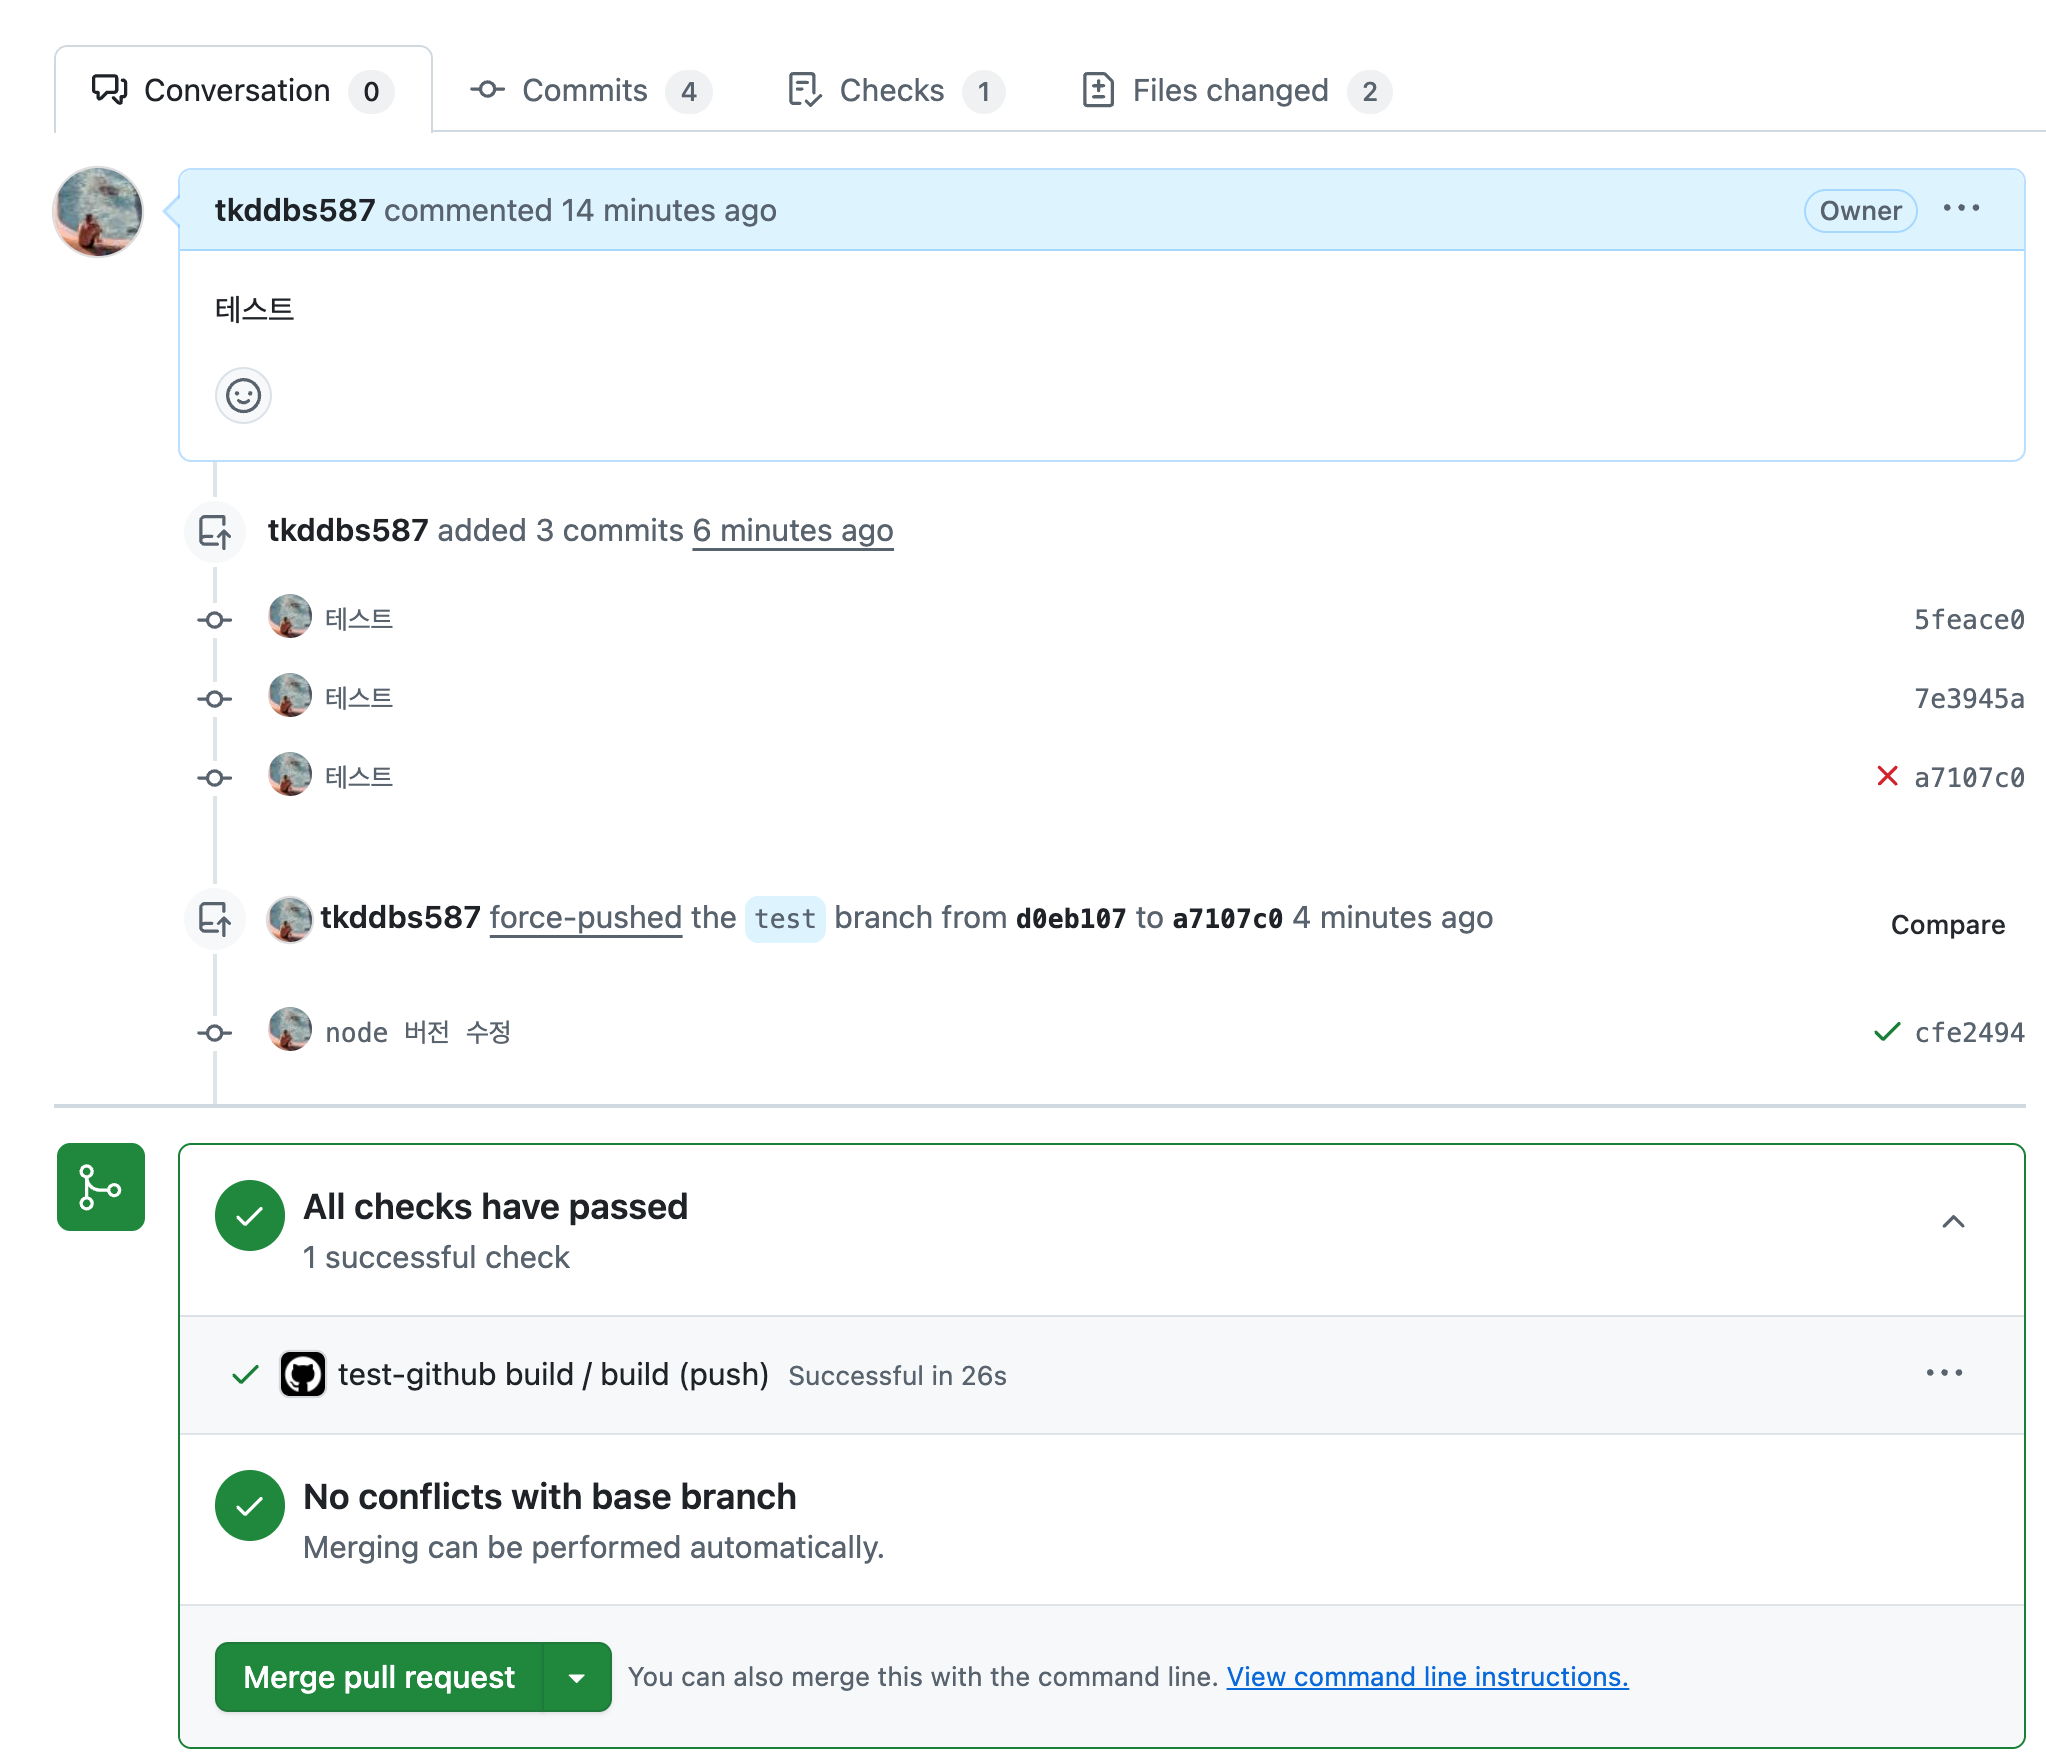 Conversation 0 Commits 4 Checks 1 Files changed 2
tkddbs587 commented 14 minutes ago Owner
테스트
tkddbs587 added 3 commits 6 minutes ago
테스트 5feace0
테스트 7e3945a
테스트 a7107c0
tkddbs587 force-pushed the test branch from d0eb107 to a7107c0 4 minutes ago Compare
node 버전 수정 cfe2494
All checks have passed
1 successful check
test-github build / build (push) Successful in 26s
No conflicts with base branch
Merging can be performed automatically.
Merge pull request You can also merge this with the command line. View command line instructions.